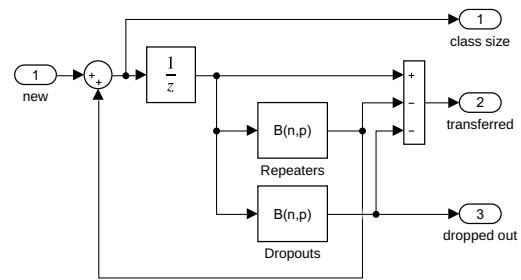 1
class size
1
new
+
+
1
z
+
−
−
2
transferred
B(n,p)
Repeaters
B(n,p)
Dropouts
3
dropped out